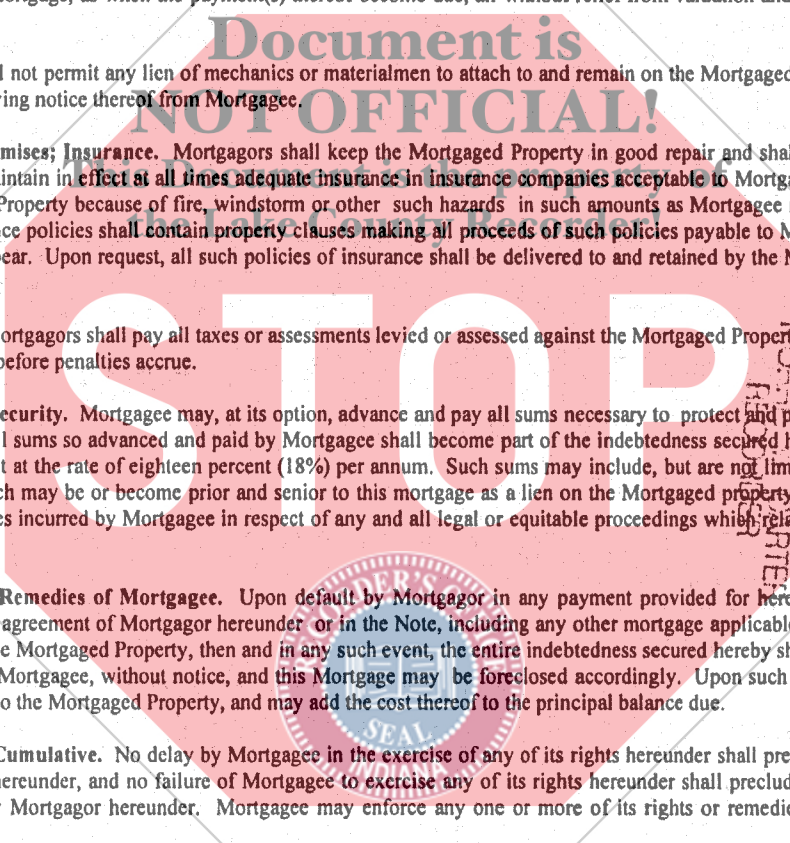 Document is
l not permit any lien of mechanics or materialmen to attach to and remain on the Mortgaged
ing notice thereof from Mortgagee.
NOT OFFICIAL!
mises; Insurance. Mortgagors shall keep the Mortgaged Property in good repair and shal
intain in effect at all times adequate insurance in insurance companies acceptable to Mortga
This Document is the property of
Property because of fire, windstorm or other such hazards in such amounts as Mortgagee
the Lake County Recorder!
ce policies shall contain property clauses making all proceeds of such policies payable to M
pear. Upon request, all such policies of insurance shall be delivered to and retained by the M
STOP
ortgagors shall pay all taxes or assessments levied or assessed against the Mortgaged Propert
before penalties accrue.
ecurity. Mortgagee may, at its option, advance and pay all sums necessary to protect and p
l sums so advanced and paid by Mortgagee shall become part of the indebtedness secured h
t at the rate of eighteen percent (18%) per annum. Such sums may include, but are not lim
ch may be or become prior and senior to this mortgage as a lien on the Mortgaged property
es incurred by Mortgagee in respect of any and all legal or equitable proceedings which rela
RECORDER
Remedies of Mortgagee. Upon default by Mortgagor in any payment provided for here
agreement of Mortgagor hereunder or in the Note, including any other mortgage applicable
e Mortgaged Property, then and in any such event, the entire indebtedness secured hereby sh
Mortgagee, without notice, and this Mortgage may be foreclosed accordingly. Upon such
o the Mortgaged Property, and may add the cost thereof to the principal balance due.
RECORDER'S OFFICE
SEAL
INDIANA
Cumulative. No delay by Mortgagee in the exercise of any of its rights hereunder shall pre
hereunder, and no failure of Mortgagee to exercise any of its rights hereunder shall preclud
r Mortgagor hereunder. Mortgagee may enforce any one or more of its rights or remedie